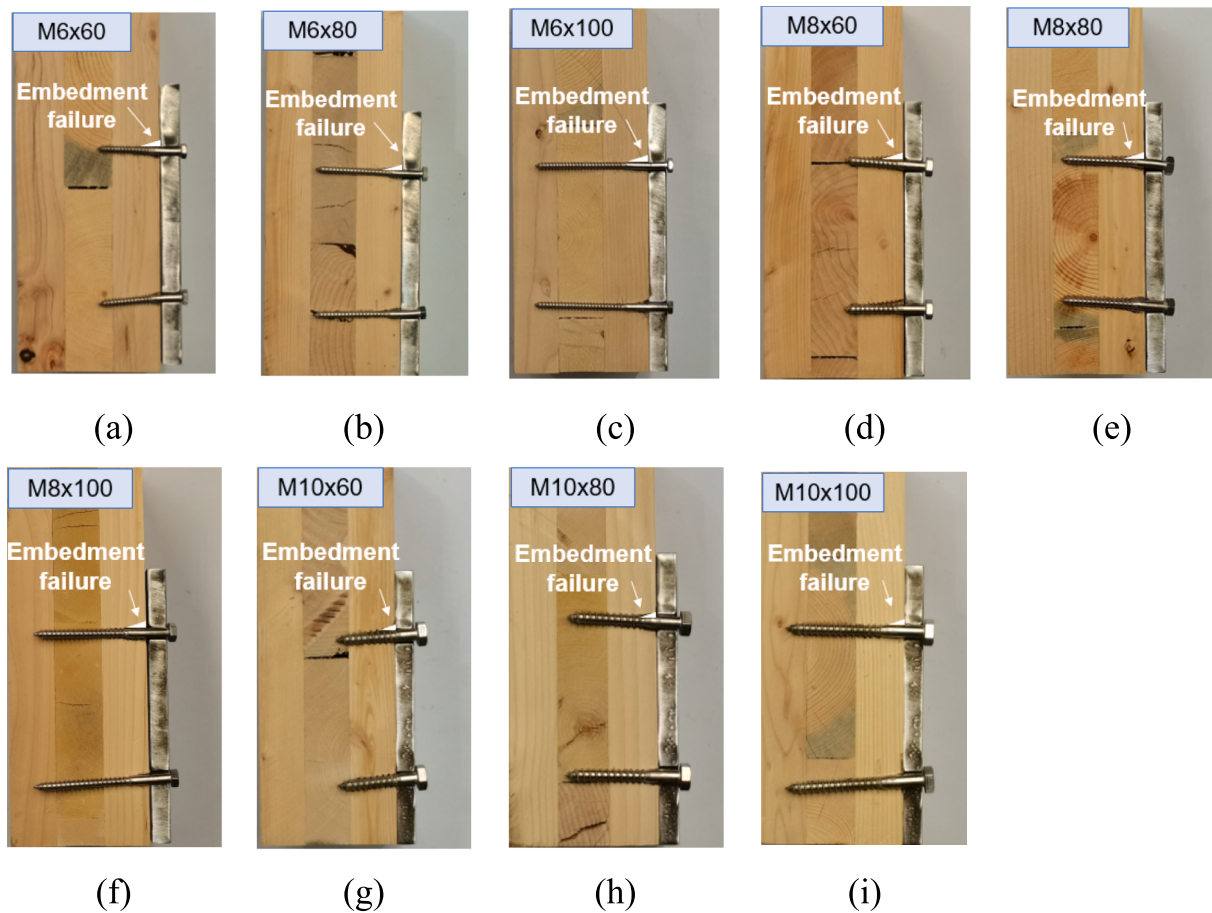 M6x60
M6x80
M6x100
M8x60
M8x80
Embedment
failure
Embedment
failure
Embedment
failure
Embedment
failure
Embedment
failure
(a)
(b)
(c)
(d)
(e)
M8x100
M10x60
M10x80
M10x100
Embedment
failure
Embedment
failure
Embedment
failure
Embedment
failure
(f)
(g)
(h)
(i)